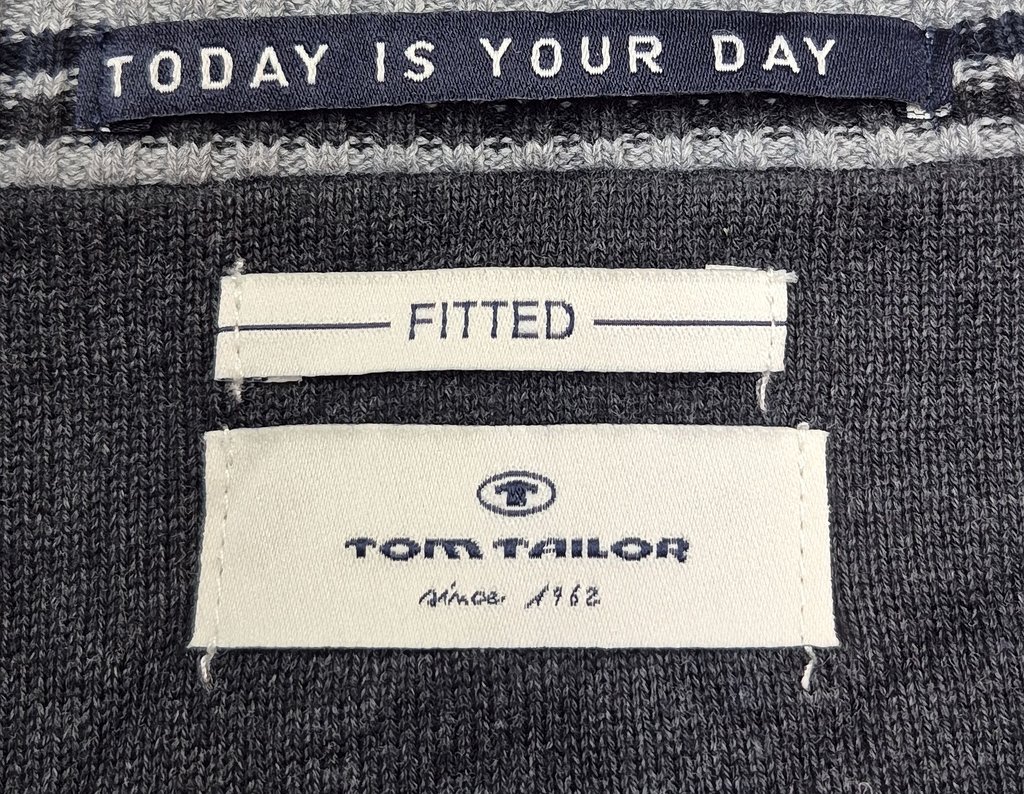 TODAY IS YOUR DAY
FITTED
TOM TAILOR
since 1962